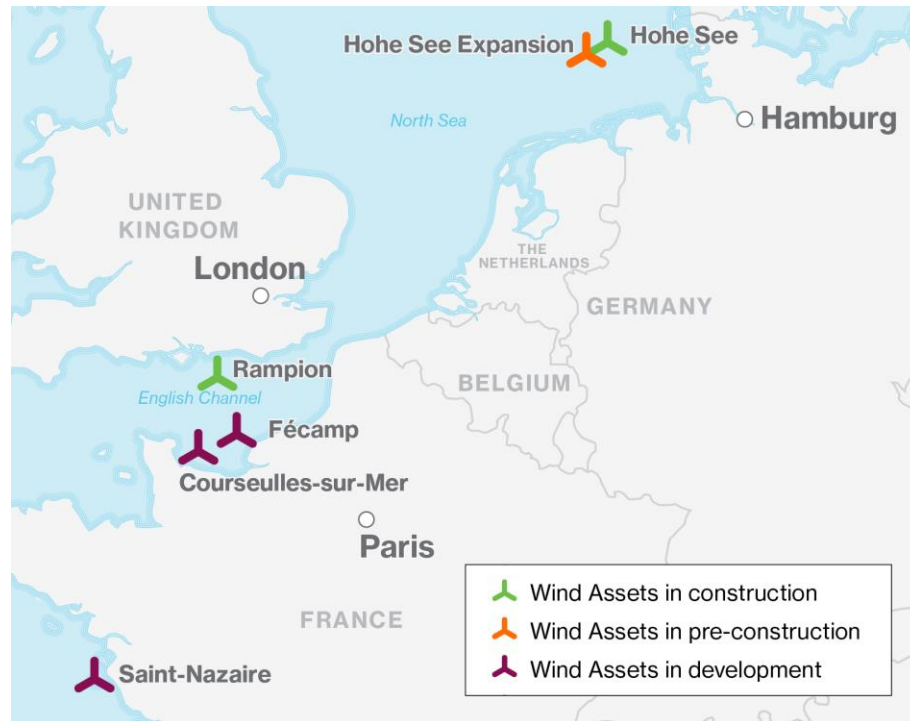 Hohe See Expansion
Hohe See
North Sea
Hamburg
UNITED
KINGDOM
London
THE
NETHERLANDS
GERMANY
Rampion
English Channel
BELGIUM
Fécamp
Courseulles-sur-Mer
Paris
FRANCE
Saint-Nazaire
Wind Assets in construction
Wind Assets in pre-construction
Wind Assets in development